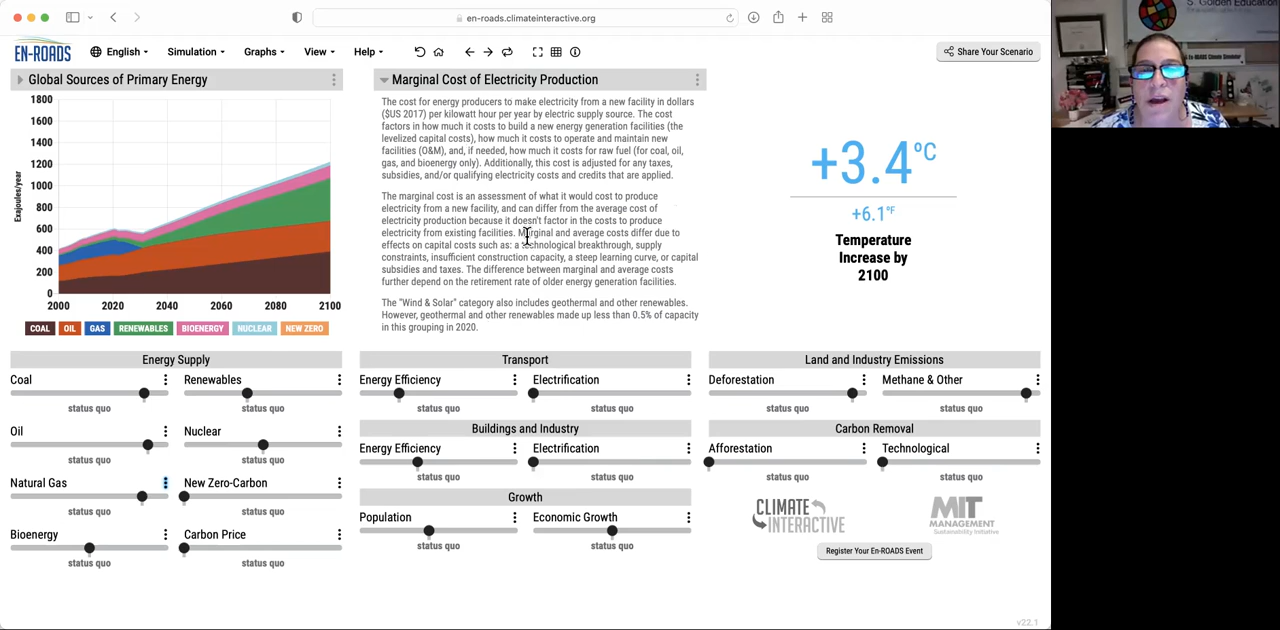 en-roads.climateinteractive.org
EN-ROADS
English
Simulation
Graphs
View
Help
Share Your Scenario
Global Sources of Primary Energy
1800
1600
1400
1200
1000
800
600
400
200
0
Exajoules/year
2000
2020
2040
2060
2080
2100
COAL
OIL
GAS
RENEWABLES
BIOENERGY
NUCLEAR
NEW ZERO
Marginal Cost of Electricity Production
The cost for energy producers to make electricity from a new facility in dollars
($US 2017) per kilowatt hour per year by electric supply source. The cost
factors in how much it costs to build a new energy generation facilities (the
levelized capital costs), how much it costs to operate and maintain new
facilities (O&M), and, if needed, how much it costs for raw fuel (for coal, oil,
gas, and bioenergy only). Additionally, this cost is adjusted for any taxes,
subsidies, and/or qualifying electricity costs and credits that are applied.
The marginal cost is an assessment of what it would cost to produce
electricity from a new facility, and can differ from the average cost of
electricity production because it doesn't factor in the costs to produce
electricity from existing facilities. Marginal and average costs differ due to
effects on capital costs such as: a technological breakthrough, supply
constraints, insufficient construction capacity, a steep learning curve, or capital
subsidies and taxes. The difference between marginal and average costs
further depend on the retirement rate of older energy generation facilities.
The "Wind & Solar" category also includes geothermal and other renewables.
However, geothermal and other renewables made up less than 0.5% of capacity
in this grouping in 2020.
+3.4°C
+6.1°F
Temperature
Increase by
2100
Energy Supply
Coal
status quo
Renewables
status quo
Oil
status quo
Nuclear
status quo
Natural Gas
status quo
New Zero-Carbon
status quo
Bioenergy
status quo
Carbon Price
status quo
Transport
Energy Efficiency
status quo
Electrification
status quo
Buildings and Industry
Energy Efficiency
status quo
Electrification
status quo
Growth
Population
status quo
Economic Growth
status quo
Land and Industry Emissions
Deforestation
status quo
Methane & Other
status quo
Carbon Removal
Afforestation
status quo
Technological
status quo
CLIMATE
INTERACTIVE
MIT
MANAGEMENT
Sustainability Initiative
Register Your En-ROADS Event
v22.1
S. Golden Education